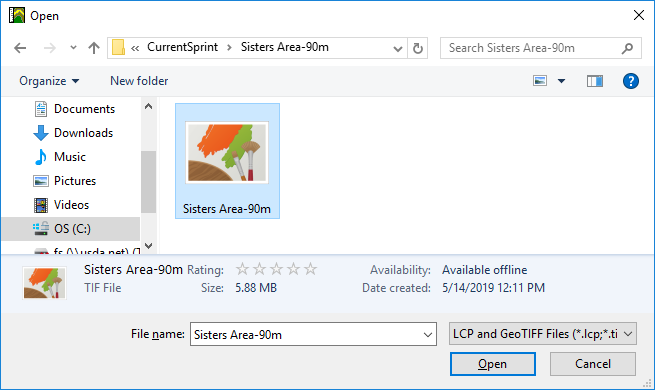 Open
« CurrentSprint › Sisters Area-90m
Search Sisters Area-90m
Organize
New folder
Documents
Downloads
Music
Pictures
Videos
OS (C:)
fs (\\usda.net) (T
Sisters Area-90m
Sisters Area-90m Rating: Availability: Available offline
TIF File Size: 5.88 MB Date created: 5/14/2019 12:11 PM
File name: Sisters Area-90m LCP and GeoTIFF Files (*.lcp;*.ti
Open Cancel